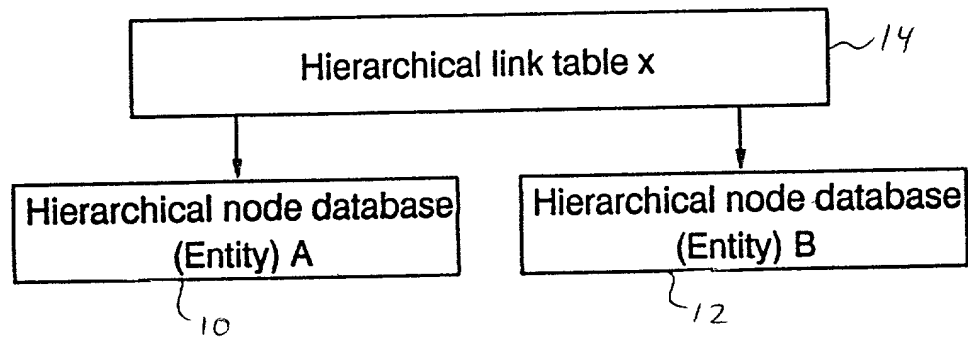 Hierarchical link table x
14
Hierarchical node database
(Entity) A
Hierarchical node database
(Entity) B
10
12